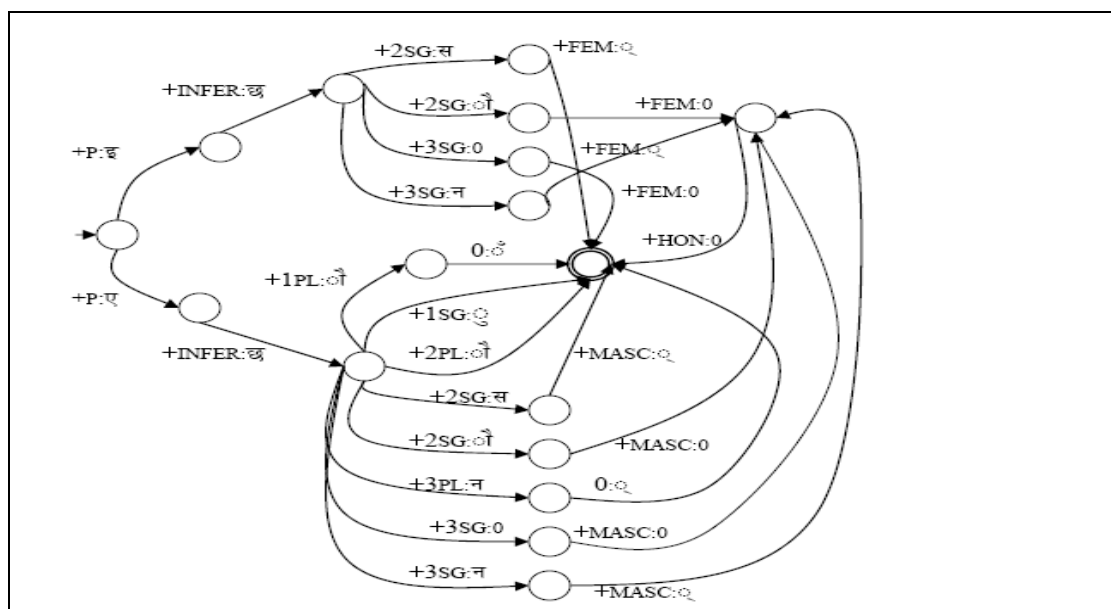 +2SG:स
+FEM:्
+INFER:छ
+2SG:ौ
+FEM:0
+P:इ
+3SG:0
+FEM:्
+3SG:न
+FEM:0
+HON:0
0:ँ
+1PL:ौ
+P:ए
+1SG:ु
+INFER:छ
+2PL:ौ
+MASC:्
+2SG:स
+2SG:ौ
+MASC:0
+3PL:न
0:्
+3SG:0
+MASC:0
+3SG:न
+MASC:्